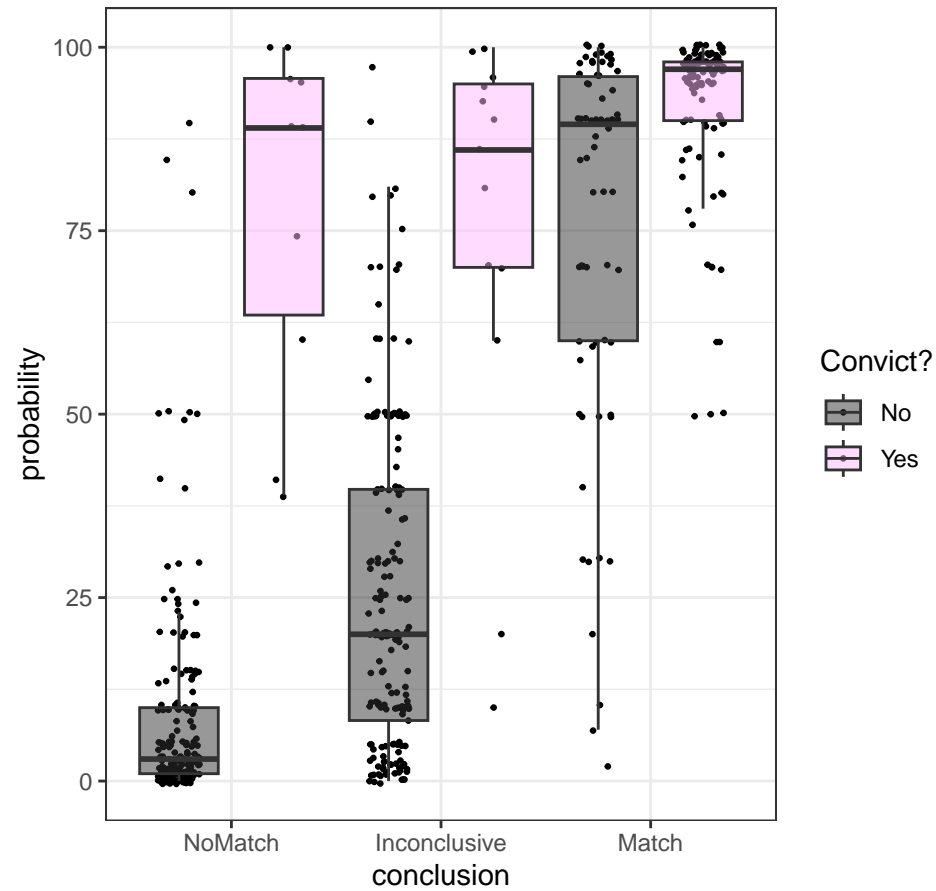 100
75
50
25
0
probability
NoMatch
Inconclusive
Match
conclusion
Convict?
No
Yes